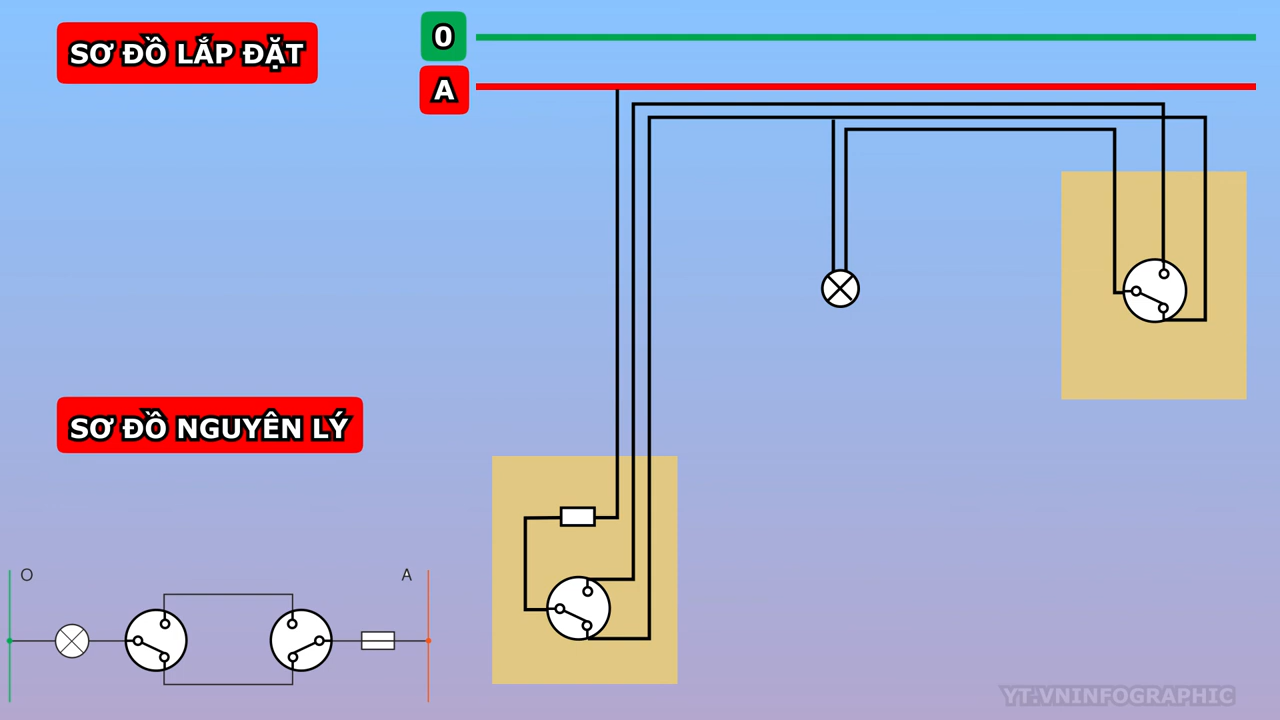 SƠ ĐỒ LẮP ĐẶT
0
A
SƠ ĐỒ NGUYÊN LÝ
O
A
YT.VNINFOGRAPHIC